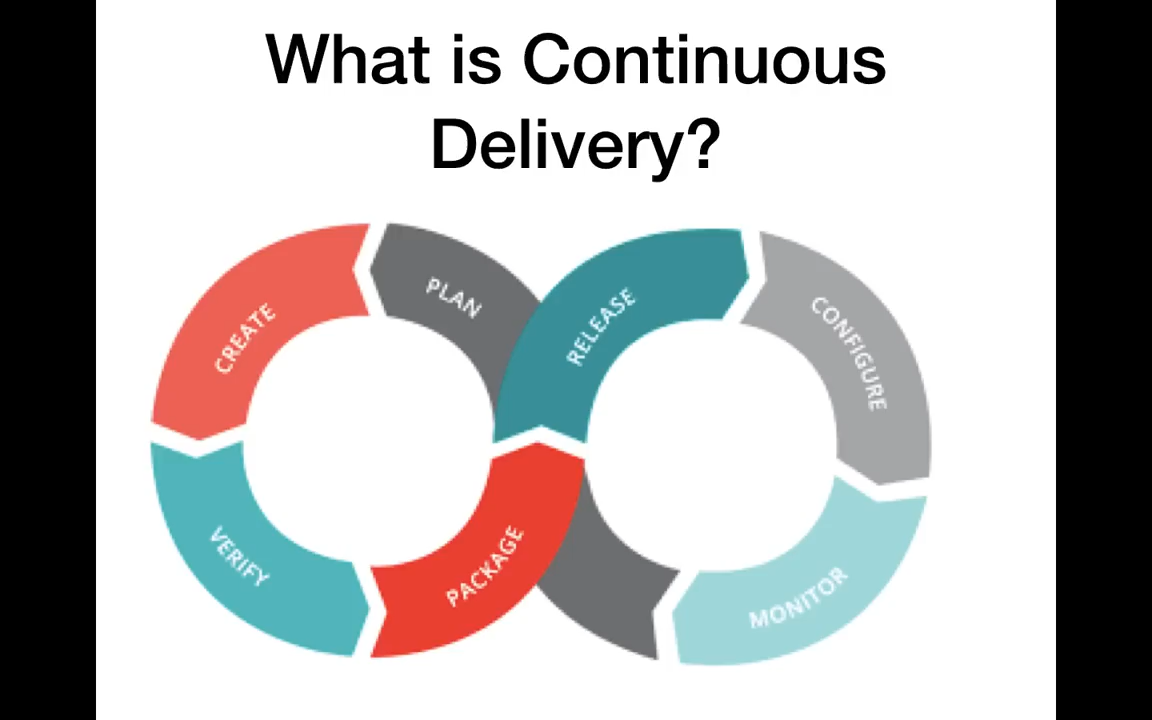 What is Continuous
Delivery?
PLAN
CREATE
VERIFY
PACKAGE
RELEASE
CONFIGURE
MONITOR